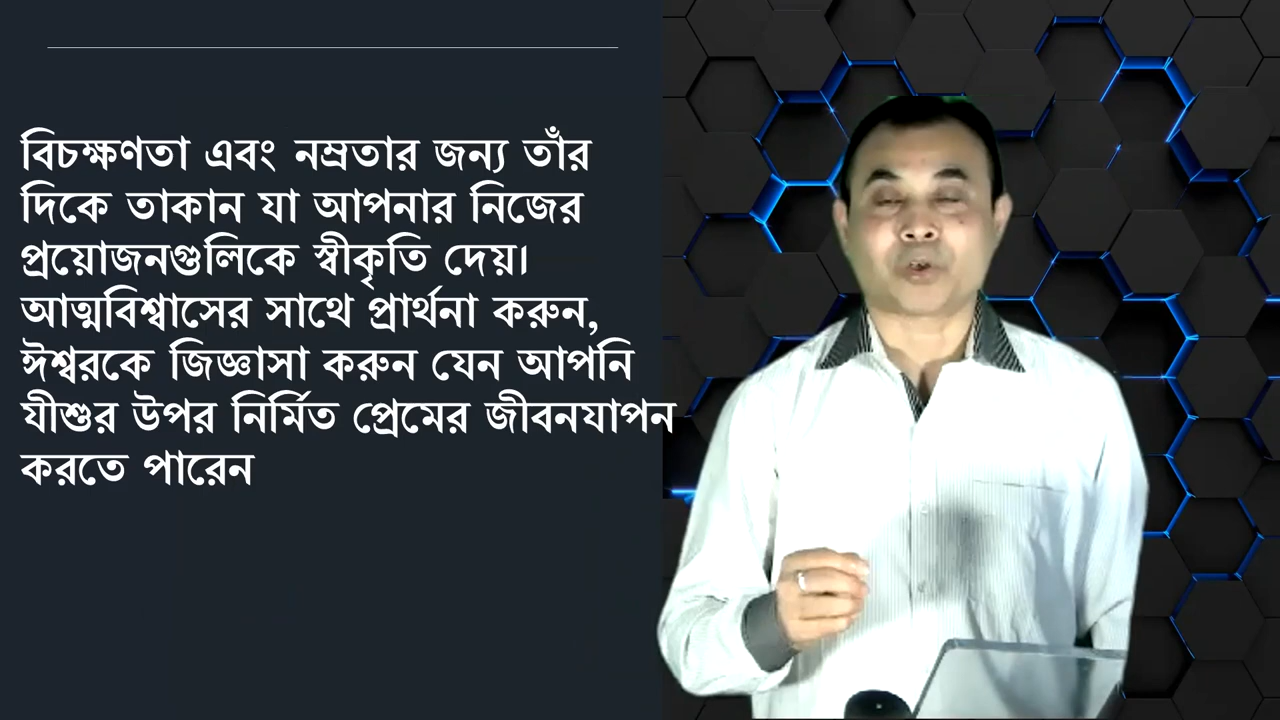 বিচক্ষণতা এবং নম্রতার জন্য তাঁর
দিকে তাকান যা আপনার নিজের
প্রয়োজনগুলিকে স্বীকৃতি দেয়।
আত্মবিশ্বাসের সাথে প্রার্থনা করুন,
ঈশ্বরকে জিজ্ঞাসা করুন যেন আপনি
যীশুর উপর নির্মিত প্রেমের জীবনযাপন
করতে পারেন